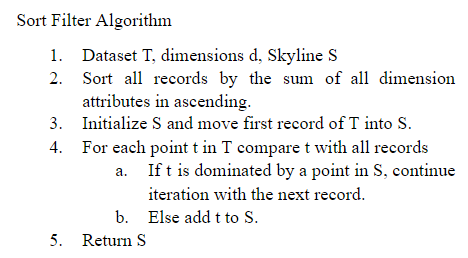 Sort Filter Algorithm
1. Dataset T, dimensions d, Skyline S
2. Sort all records by the sum of all dimension
attributes in ascending.
3. Initialize S and move first record of T into S.
4. For each point t in T compare t with all records
a. If t is dominated by a point in S, continue
iteration with the next record.
b. Else add t to S.
5. Return S